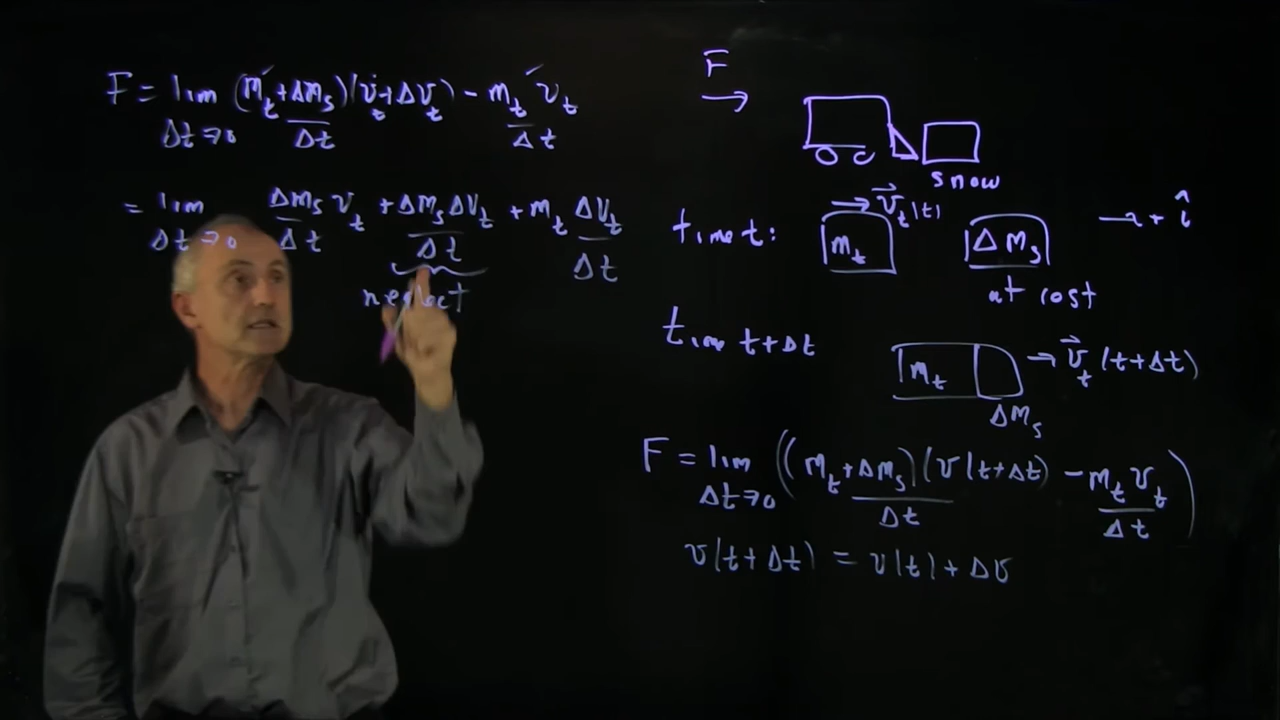 F = lim (m_t + Δm_s)(v_t + Δv_t) - m_t v_t
Δt→0 Δt Δt
= lim Δm_s v_t + Δm_s Δv_t + m_t Δv_t
Δt→0 Δt Δt Δt
neglect
F
snow
time t: m_t v_t(t) Δm_s → + î
at cost
time t+Δt
m_t → v_t (t+Δt)
Δm_s
F = lim ((m_t + Δm_s)(v(t+Δt) - m_t v_t)
Δt→0 Δt Δt
v(t+Δt) = v(t) + Δv